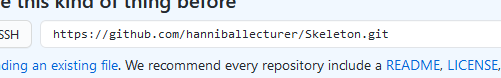 e this kind of thing before
SSH https://github.com/hanniballecturer/Skeleton.git
ding an existing file. We recommend every repository include a README, LICENSE,